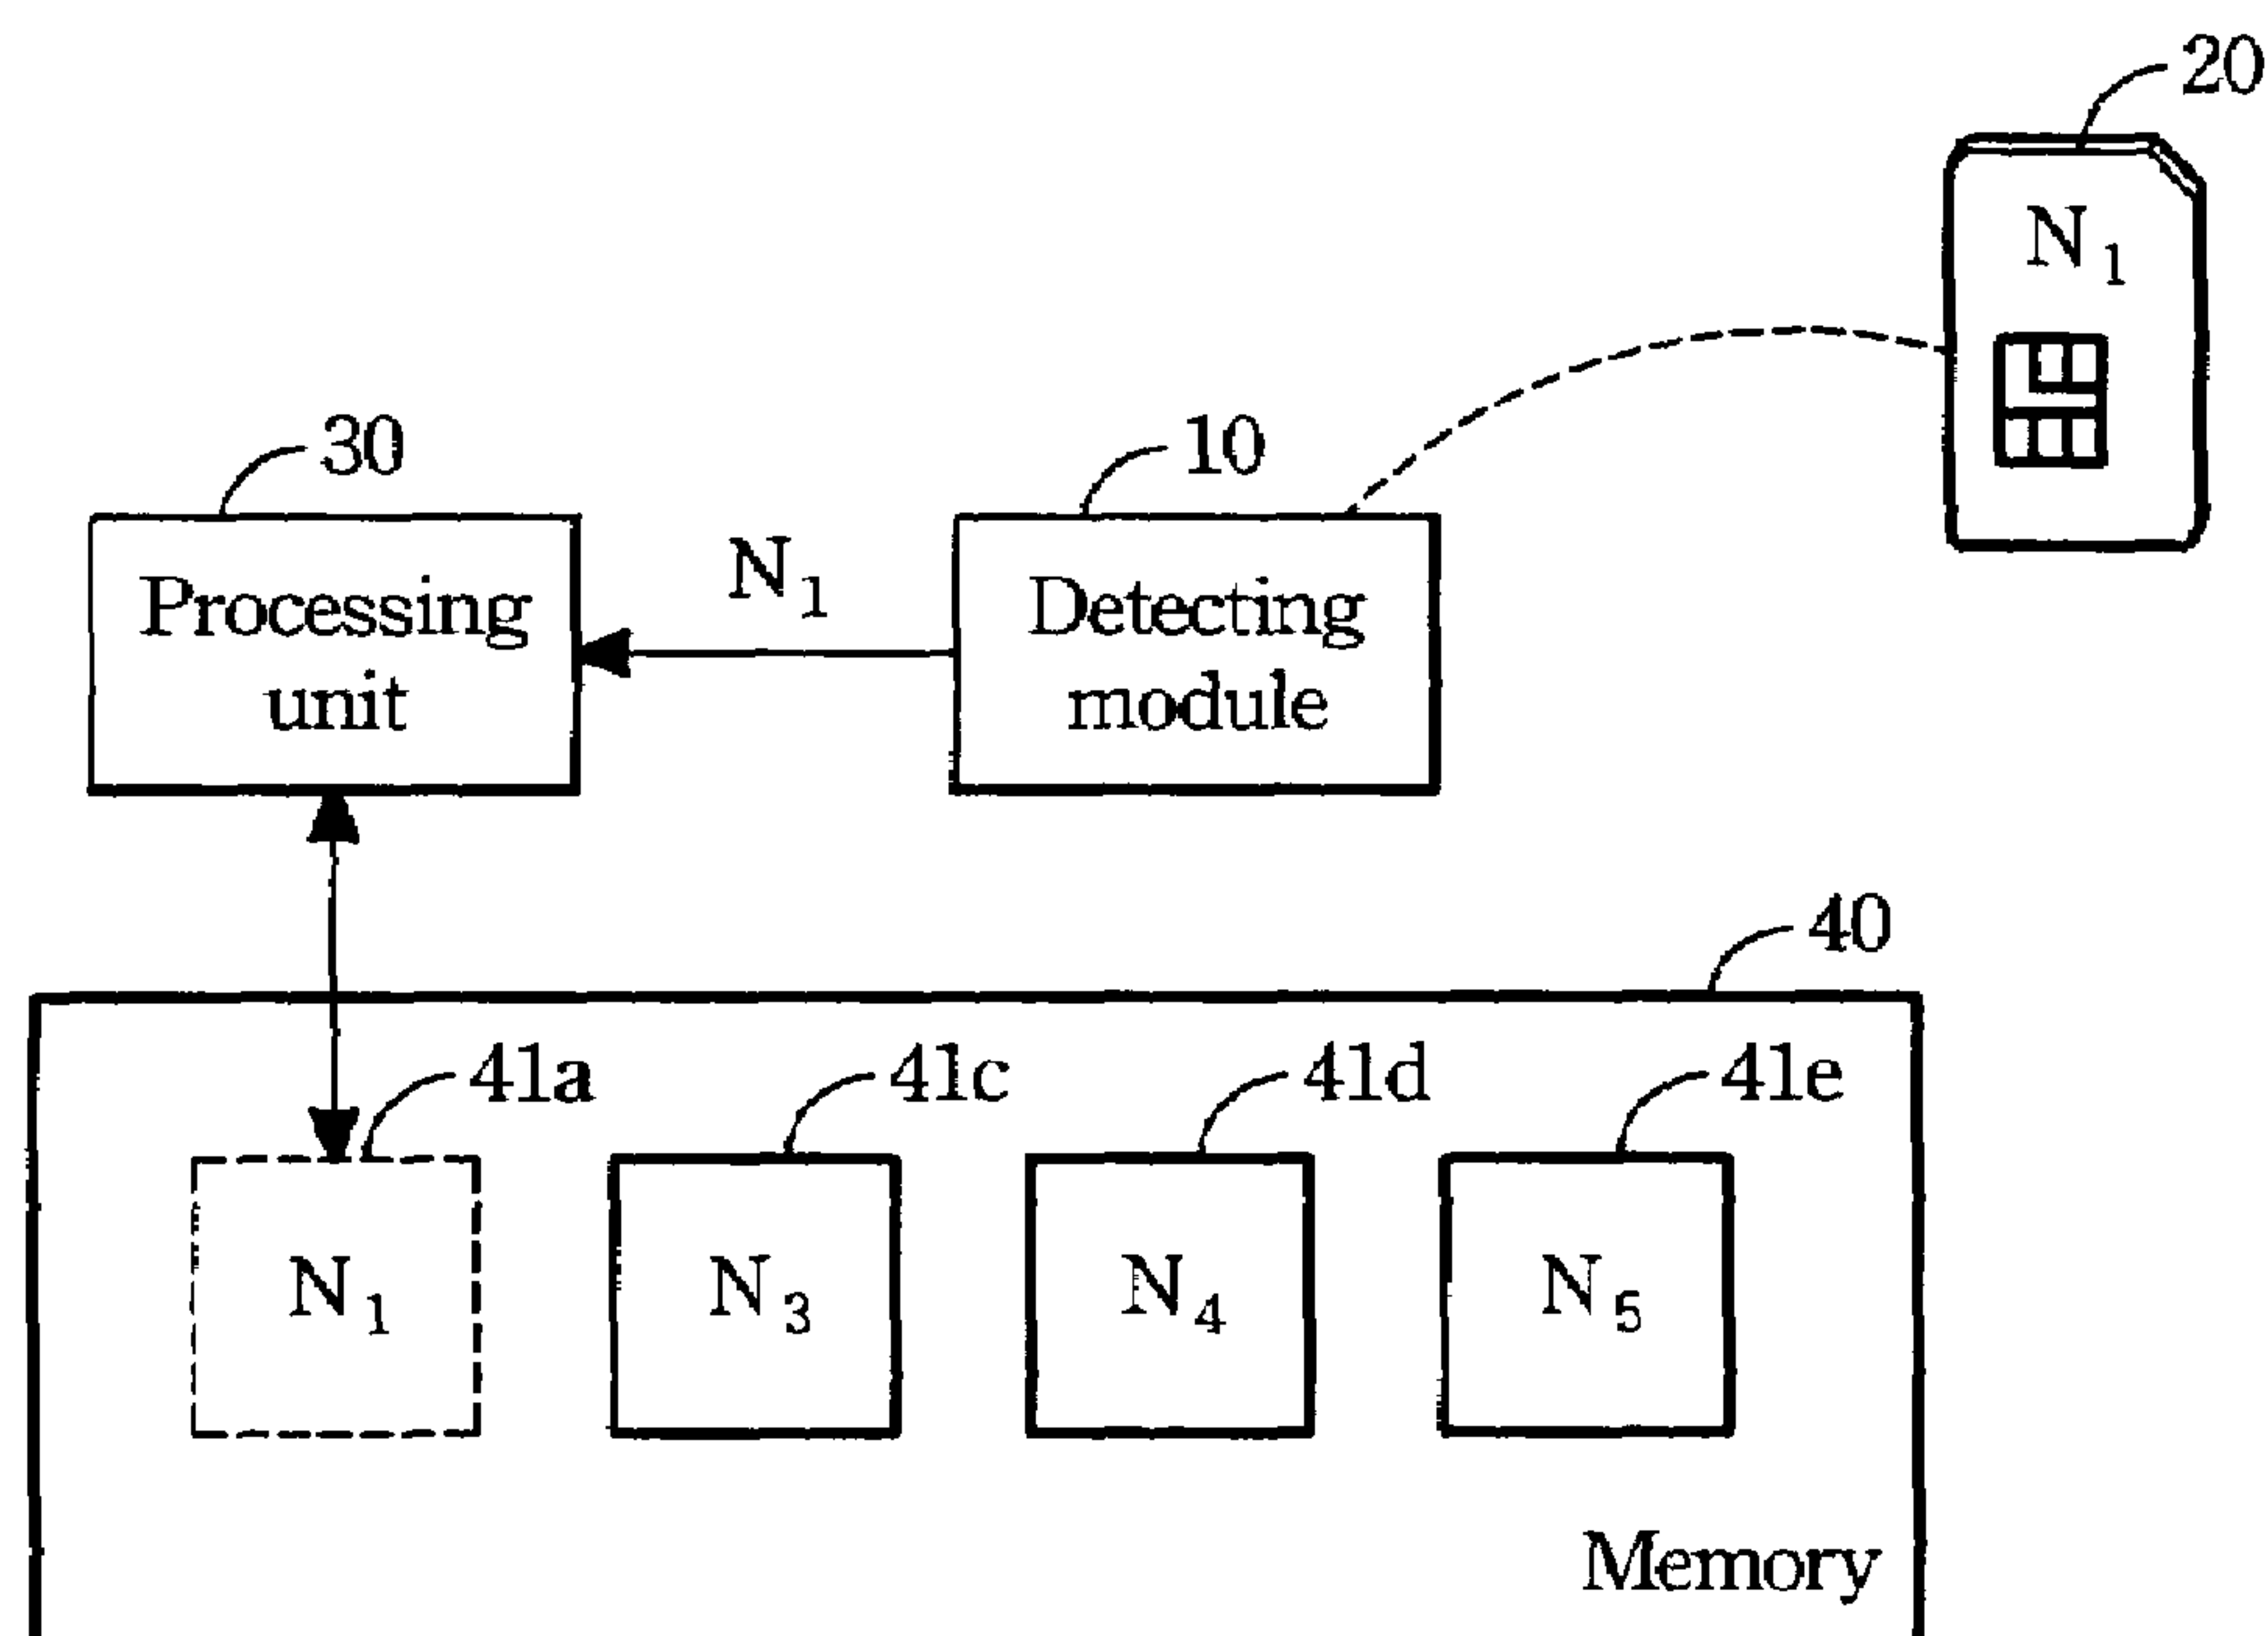 20
N1
30
10
Processing
unit
N1
Detecting
module
40
41a
41c
41d
41e
N1
N3
N4
N5
Memory